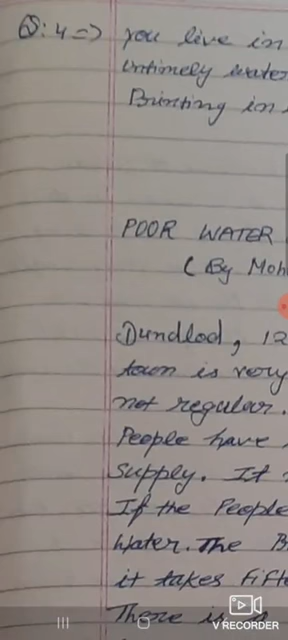 Q:4=> you live in
Untimely water
Printing in
POOR WATER
( By Moh
Dundlod, 12
town is very
not regular.
People have
supply. It
If the People
Water. The B
it takes fift
There is
V RECORDER